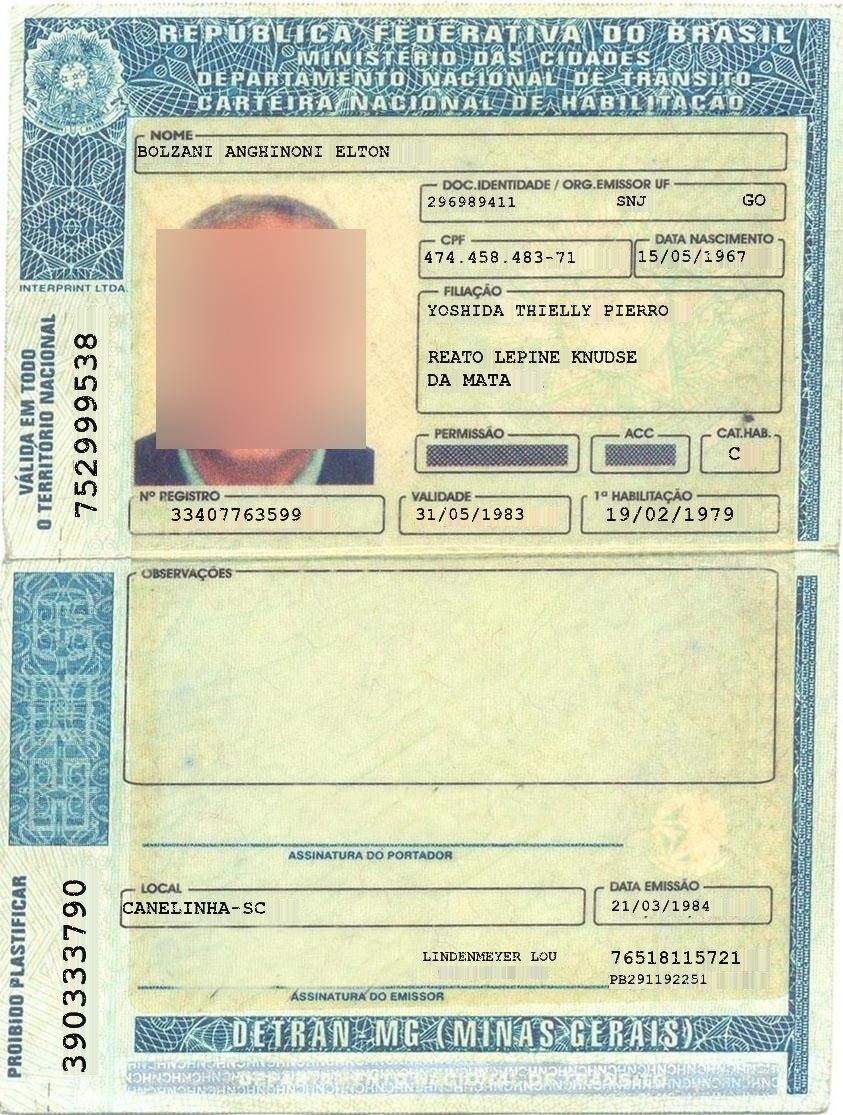 REPÚBLICA FEDERATIVA DO BRASIL
MINISTÉRIO DAS CIDADES
DEPARTAMENTO NACIONAL DE TRÂNSITO
CARTEIRA NACIONAL DE HABILITAÇÃO
NOME
BOLZANI ANGHINONI ELTON
DOC.IDENTIDADE / ORG.EMISSOR UF
296989411 SNJ GO
CPF DATA NASCIMENTO
474.458.483-71 15/05/1967
FILIAÇÃO
YOSHIDA THIELLY PIERRO
REATO LEPINE KNUDSE
DA MATA
PERMISSÃO ACC CAT.HAB.
C
Nº REGISTRO VALIDADE 1ª HABILITAÇÃO
33407763599 31/05/1983 19/02/1979
INTERPRINT LTDA.
VÁLIDA EM TODO
O TERRITÓRIO NACIONAL
752999538
OBSERVAÇÕES
ASSINATURA DO PORTADOR
LOCAL DATA EMISSÃO
CANELINHA-SC 21/03/1984
LINDENMEYER LOU 76518115721
PB291192251
ASSINATURA DO EMISSOR
PROIBIDO PLASTIFICAR
390333790
DETRAN-MG (MINAS GERAIS)